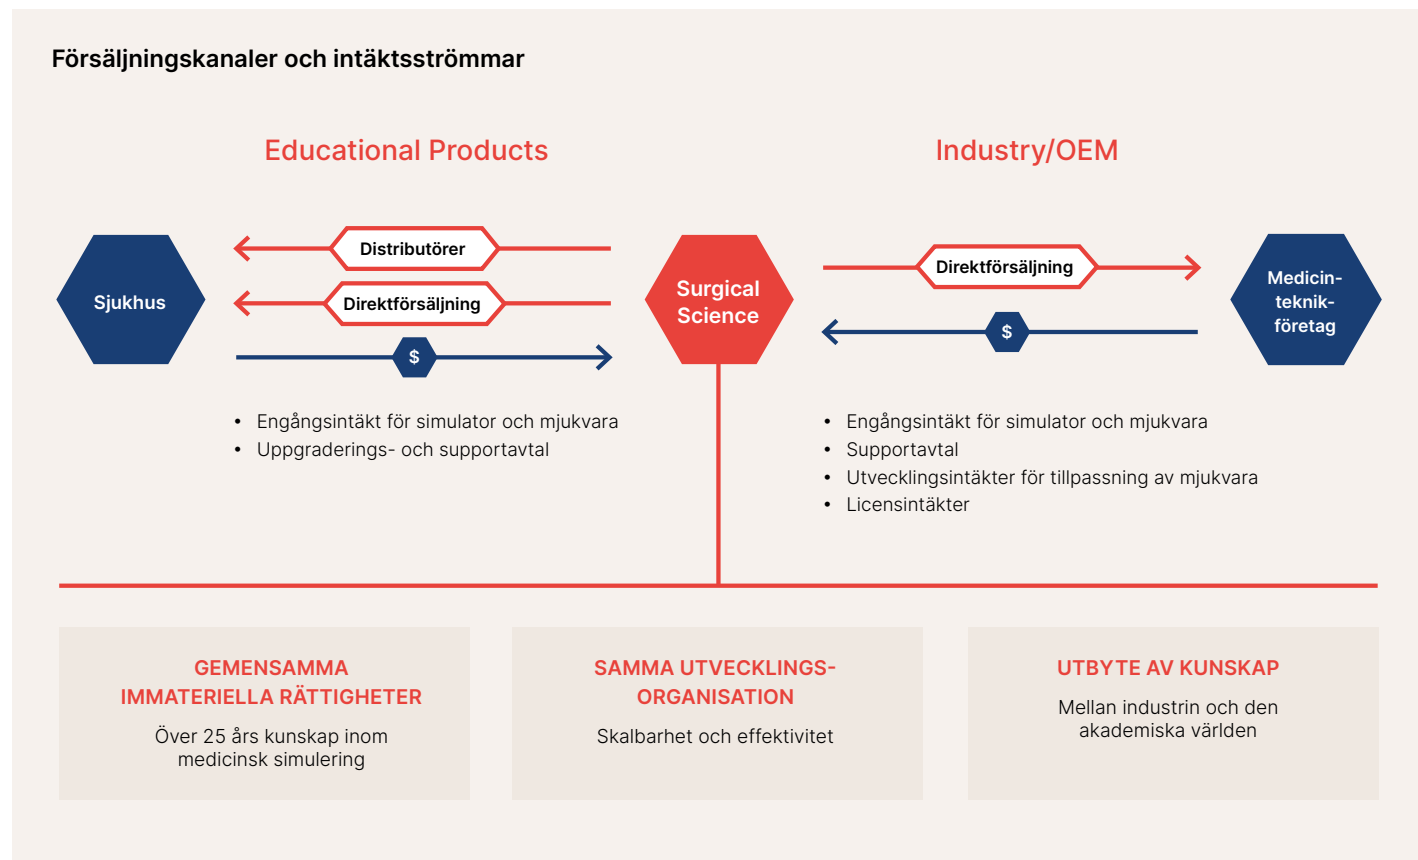 Försäljningskanaler och intäktsströmmar
Educational Products
Industry/OEM
Sjukhus
Distributörer
Direktförsäljning
$
Surgical
Science
Direktförsäljning
$
Medicin-
teknik-
företag
• Engångsintäkt för simulator och mjukvara
• Uppgraderings- och supportavtal
• Engångsintäkt för simulator och mjukvara
• Supportavtal
• Utvecklingsintäkter för tillpassning av mjukvara
• Licensintäkter
GEMENSAMMA
IMMATERIELLA RÄTTIGHETER
Över 25 års kunskap inom
medicinsk simulering
SAMMA UTVECKLINGS-
ORGANISATION
Skalbarhet och effektivitet
UTBYTE AV KUNSKAP
Mellan industrin och den
akademiska världen